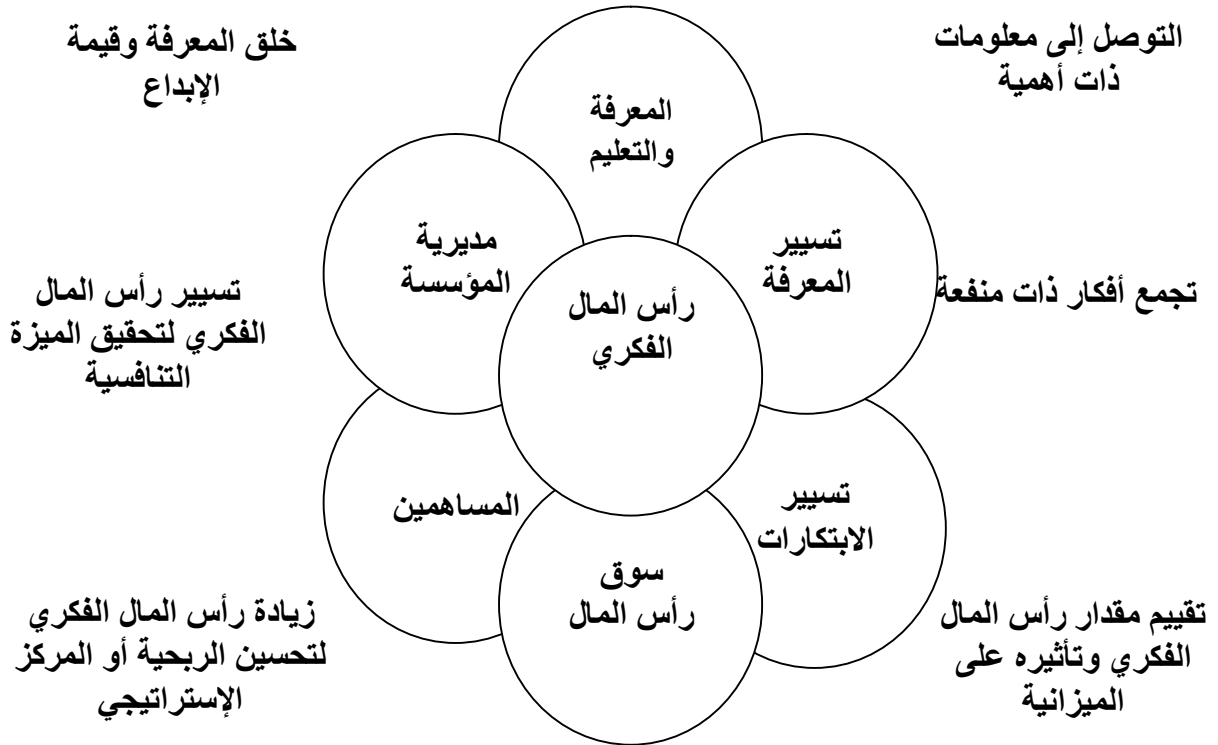 التوصل إلى معلومات
ذات أهمية
خلق المعرفة وقيمة
الإبداع
المعرفة
والتعليم
تسيير
المعرفة
مديرية
المؤسسة
رأس المال
الفكري
تجمع أفكار ذات منفعة
تسيير رأس المال
الفكري لتحقيق الميزة
التنافسية
تسيير
الابتكارات
المساهمين
سوق
رأس المال
تقييم مقدار رأس المال
الفكري وتأثيره على
الميزانية
زيادة رأس المال الفكري
لتحسين الربحية أو المركز
الإستراتيجي